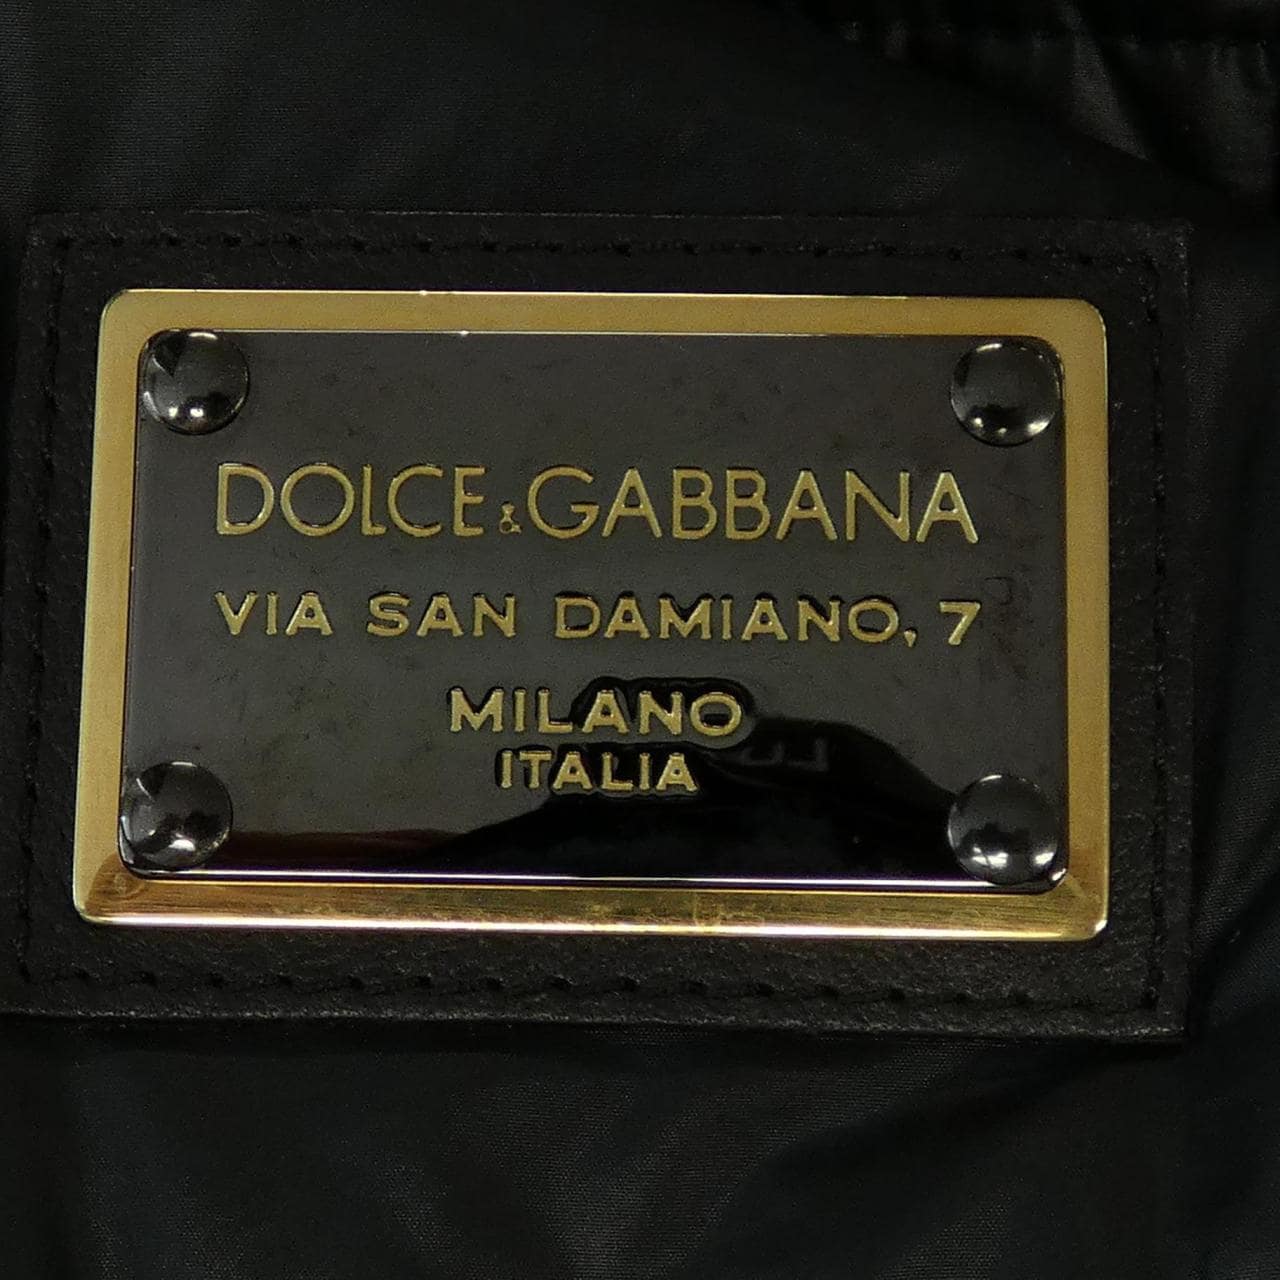 DOLCE & GABBANA
VIA SAN DAMIANO, 7
MILANO
ITALIA